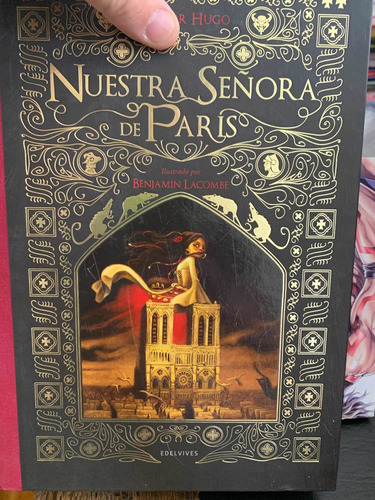 R HUGO
NUESTRA SEÑORA
DE PARÍS
Ilustrado por
BENJAMIN LACOMBE
EDELVIVES